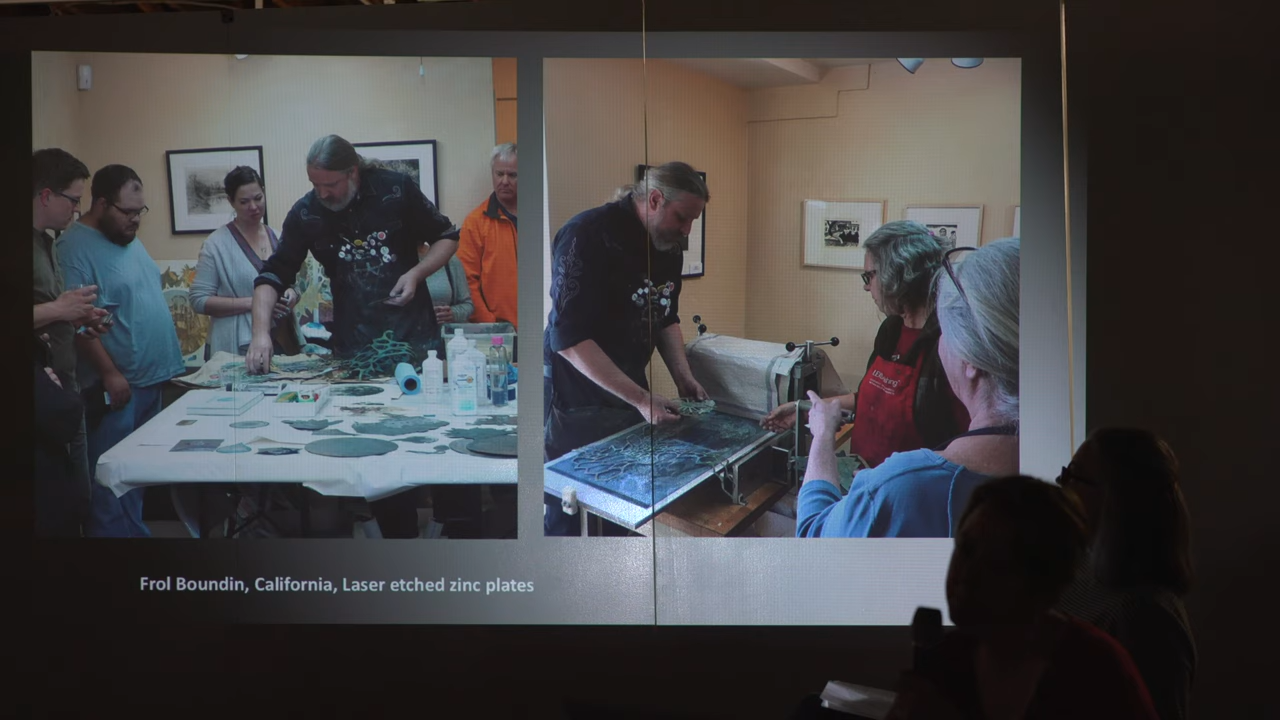 Frol Boundin, California, Laser etched zinc plates